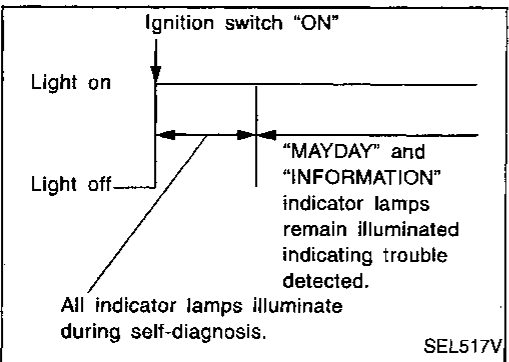 Ignition switch "ON"
Light on
Light off
"MAYDAY" and
"INFORMATION"
indicator lamps
remain illuminated
indicating trouble
detected.
All indicator lamps illuminate
during self-diagnosis.
SEL517V